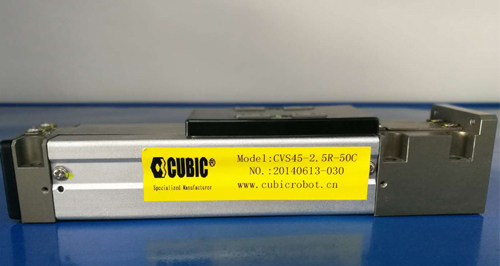 CUBIC®
Specialized Manufacturer
Model:CVS45-2.5R-50C
NO.:20140613-030
www.cubicrobot.cn